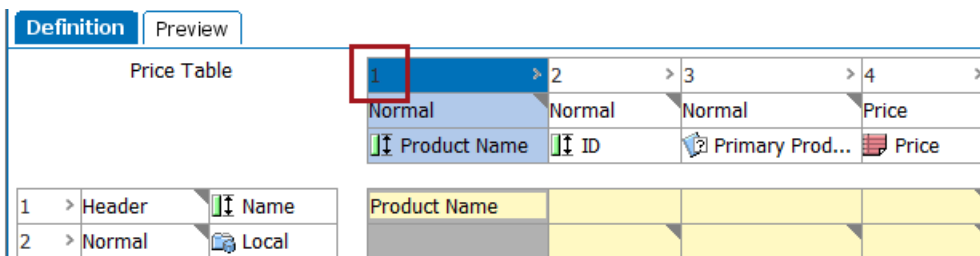 Definition Preview
Price Table
1 > 2 > 3 > 4 >
Normal Normal Normal Price
Product Name ID Primary Prod... Price
1 > Header Name Product Name
2 > Normal Local